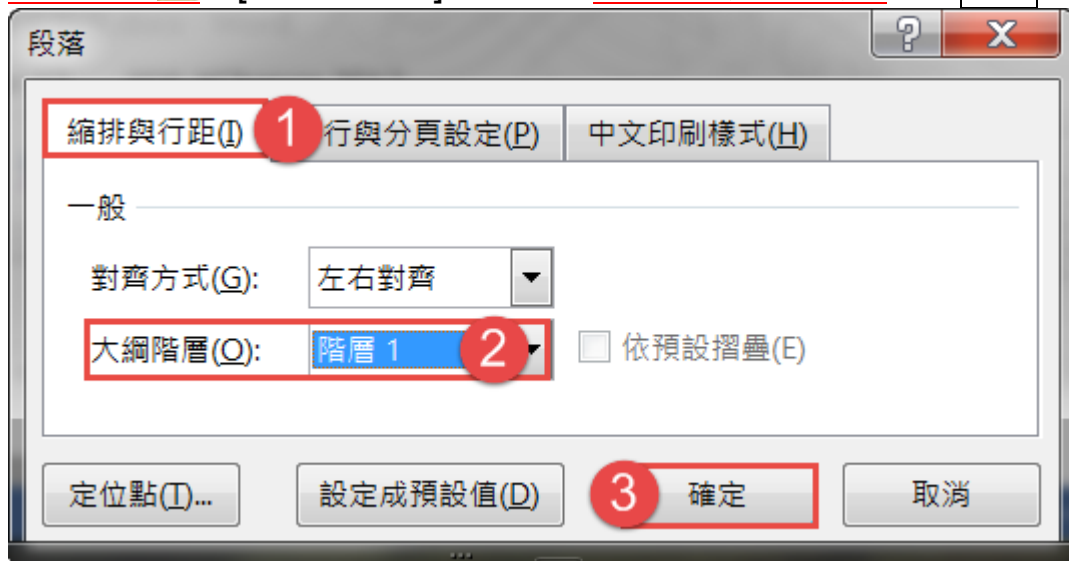 段落
縮排與行距(I) 1 行與分頁設定(P) 中文印刷樣式(H)
一般
對齊方式(G): 左右對齊
大綱階層(O): 階層 1 2 依預設摺疊(E)
定位點(T)... 設定成預設值(D) 3 確定 取消